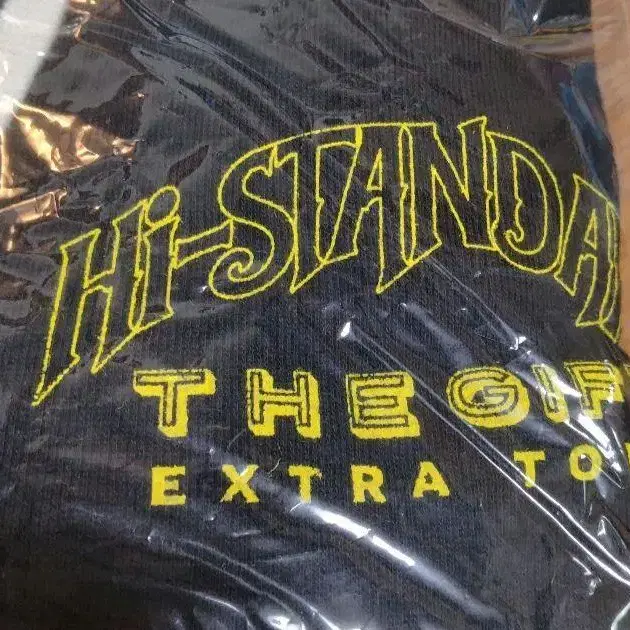 Hi-STANDA
THE GIF
EXTRA TO